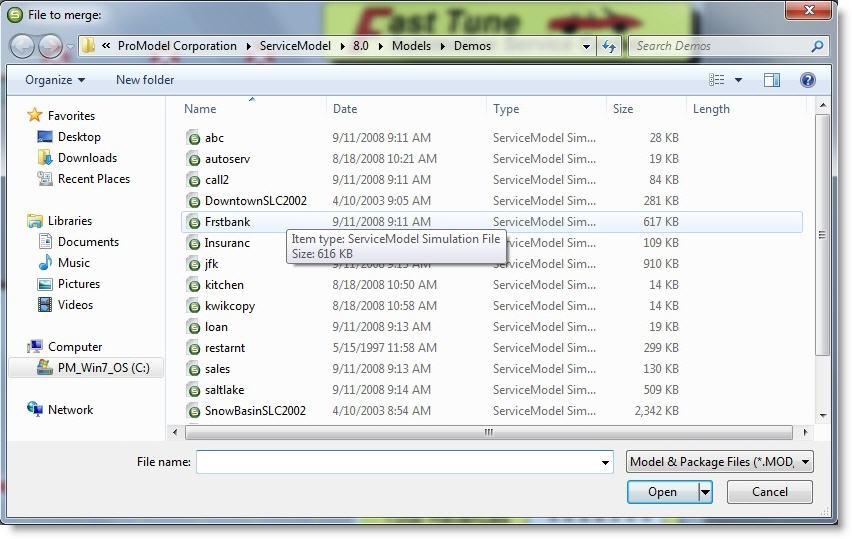 File to merge:
East Tune
« ProModel Corporation ▸ ServiceModel ▸ 8.0 ▸ Models ▸ Demos
Search Demos
Organize
New folder
Name Date Type Size Length
Favorites
Desktop
Downloads
Recent Places
Libraries
Documents
Music
Pictures
Videos
Computer
PM_Win7_OS (C:)
Network
abc 9/11/2008 9:11 AM ServiceModel Sim... 28 KB
autoserv 8/18/2008 10:21 AM ServiceModel Sim... 19 KB
call2 9/11/2008 9:11 AM ServiceModel Sim... 84 KB
DowntownSLC2002 4/10/2003 9:05 AM ServiceModel Sim... 281 KB
Frstbank 9/11/2008 9:11 AM ServiceModel Sim... 617 KB
Insuranc ServiceModel Sim... 109 KB
Item type: ServiceModel Simulation File
Size: 616 KB
jfk 9/11/2008 9:13 AM ServiceModel Sim... 910 KB
kitchen 8/18/2008 10:50 AM ServiceModel Sim... 14 KB
kwikcopy 8/18/2008 10:58 AM ServiceModel Sim... 14 KB
loan 9/11/2008 9:13 AM ServiceModel Sim... 19 KB
restarnt 5/15/1997 11:58 AM ServiceModel Sim... 299 KB
sales 9/11/2008 9:13 AM ServiceModel Sim... 130 KB
saltlake 9/11/2008 9:14 AM ServiceModel Sim... 509 KB
SnowBasinSLC2002 4/10/2003 8:54 AM ServiceModel Sim... 2,342 KB
File name:
Model & Package Files (*.MOD,
Open
Cancel